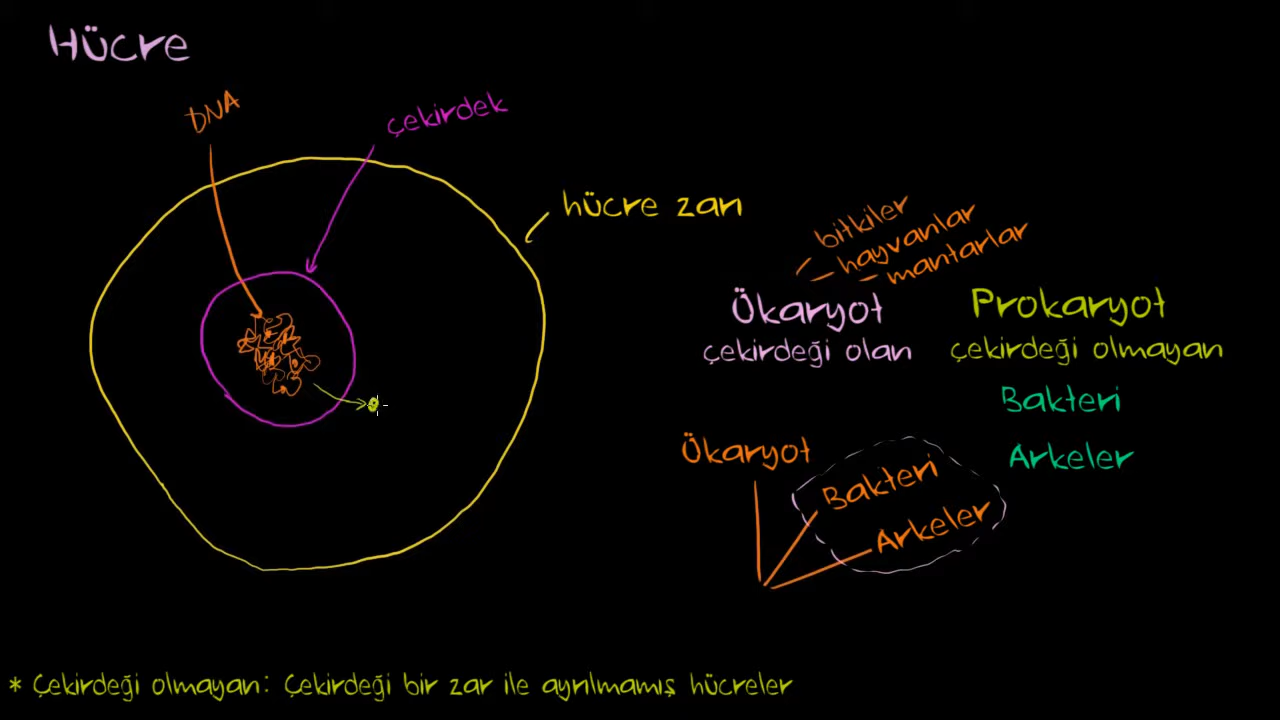 Hücre
DNA
çekirdek
hücre zarı
bitkiler
hayvanlar
mantarlar
Ökaryot
çekirdeği olan
Prokaryot
çekirdeği olmayan
Bakteri
Arkeler
Ökaryot
Bakteri
Arkeler
* Çekirdeği olmayan: Çekirdeği bir zar ile ayrılmamış hücreler